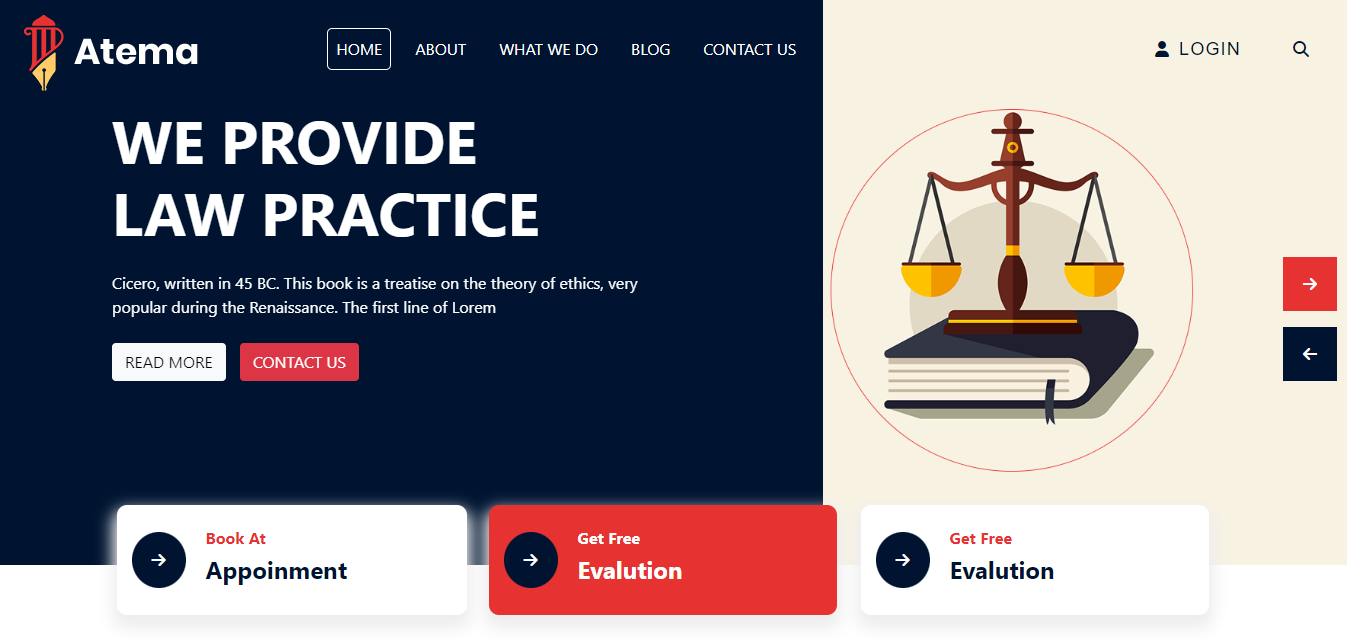 Atema
HOME
ABOUT
WHAT WE DO
BLOG
CONTACT US
LOGIN
WE PROVIDE
LAW PRACTICE
Cicero, written in 45 BC. This book is a treatise on the theory of ethics, very
popular during the Renaissance. The first line of Lorem
READ MORE
CONTACT US
Book At
Appoinment
Get Free
Evalution
Get Free
Evalution